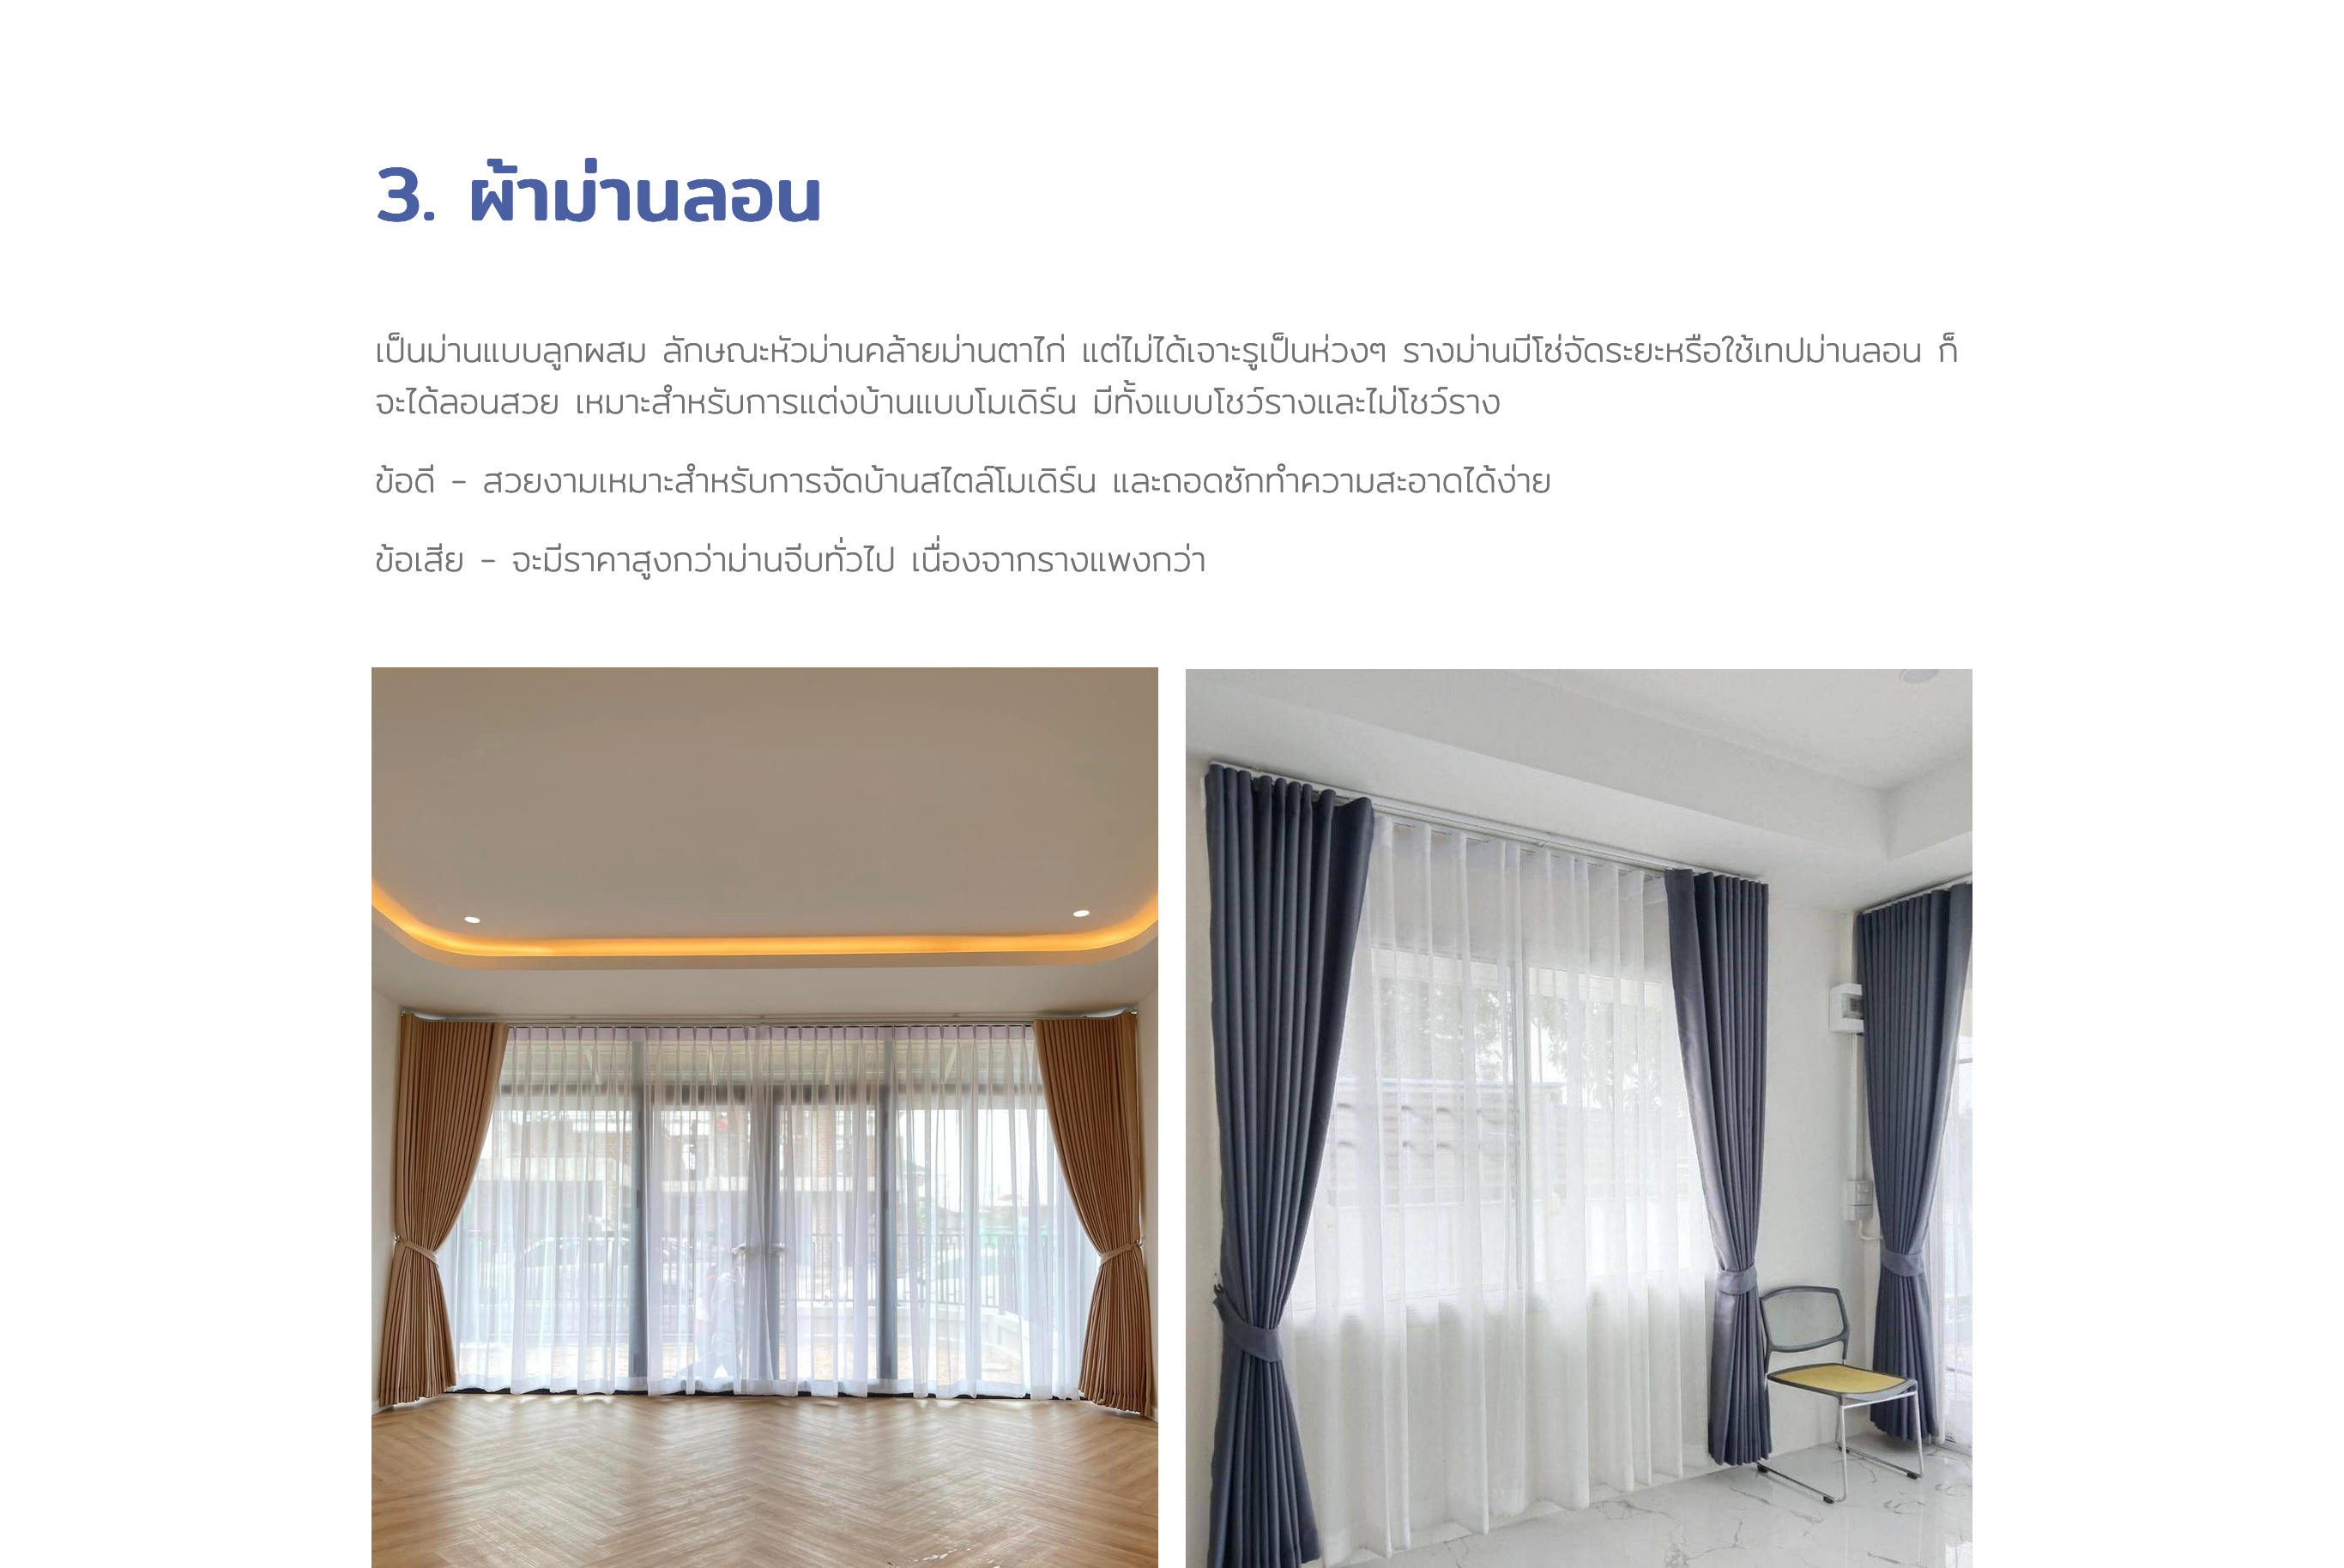 3. ผ้าม่านลอน
เป็นม่านแบบลูกผสม ลักษณะหัวม่านคล้ายม่านตาไก่ แต่ไม่ได้เจาะรูเป็นห่วงๆ รางม่านมีโซ่จัดระยะหรือใช้เทปม่านลอน ก็
จะได้ลอนสวย เหมาะสำหรับการแต่งบ้านแบบโมเดิร์น มีทั้งแบบโชว์รางและไม่โชว์ราง
ข้อดี - สวยงามเหมาะสำหรับการจัดบ้านสไตล์โมเดิร์น และถอดซักทำความสะอาดได้ง่าย
ข้อเสีย - จะมีราคาสูงกว่าม่านจีบทั่วไป เนื่องจากรางแพงกว่า